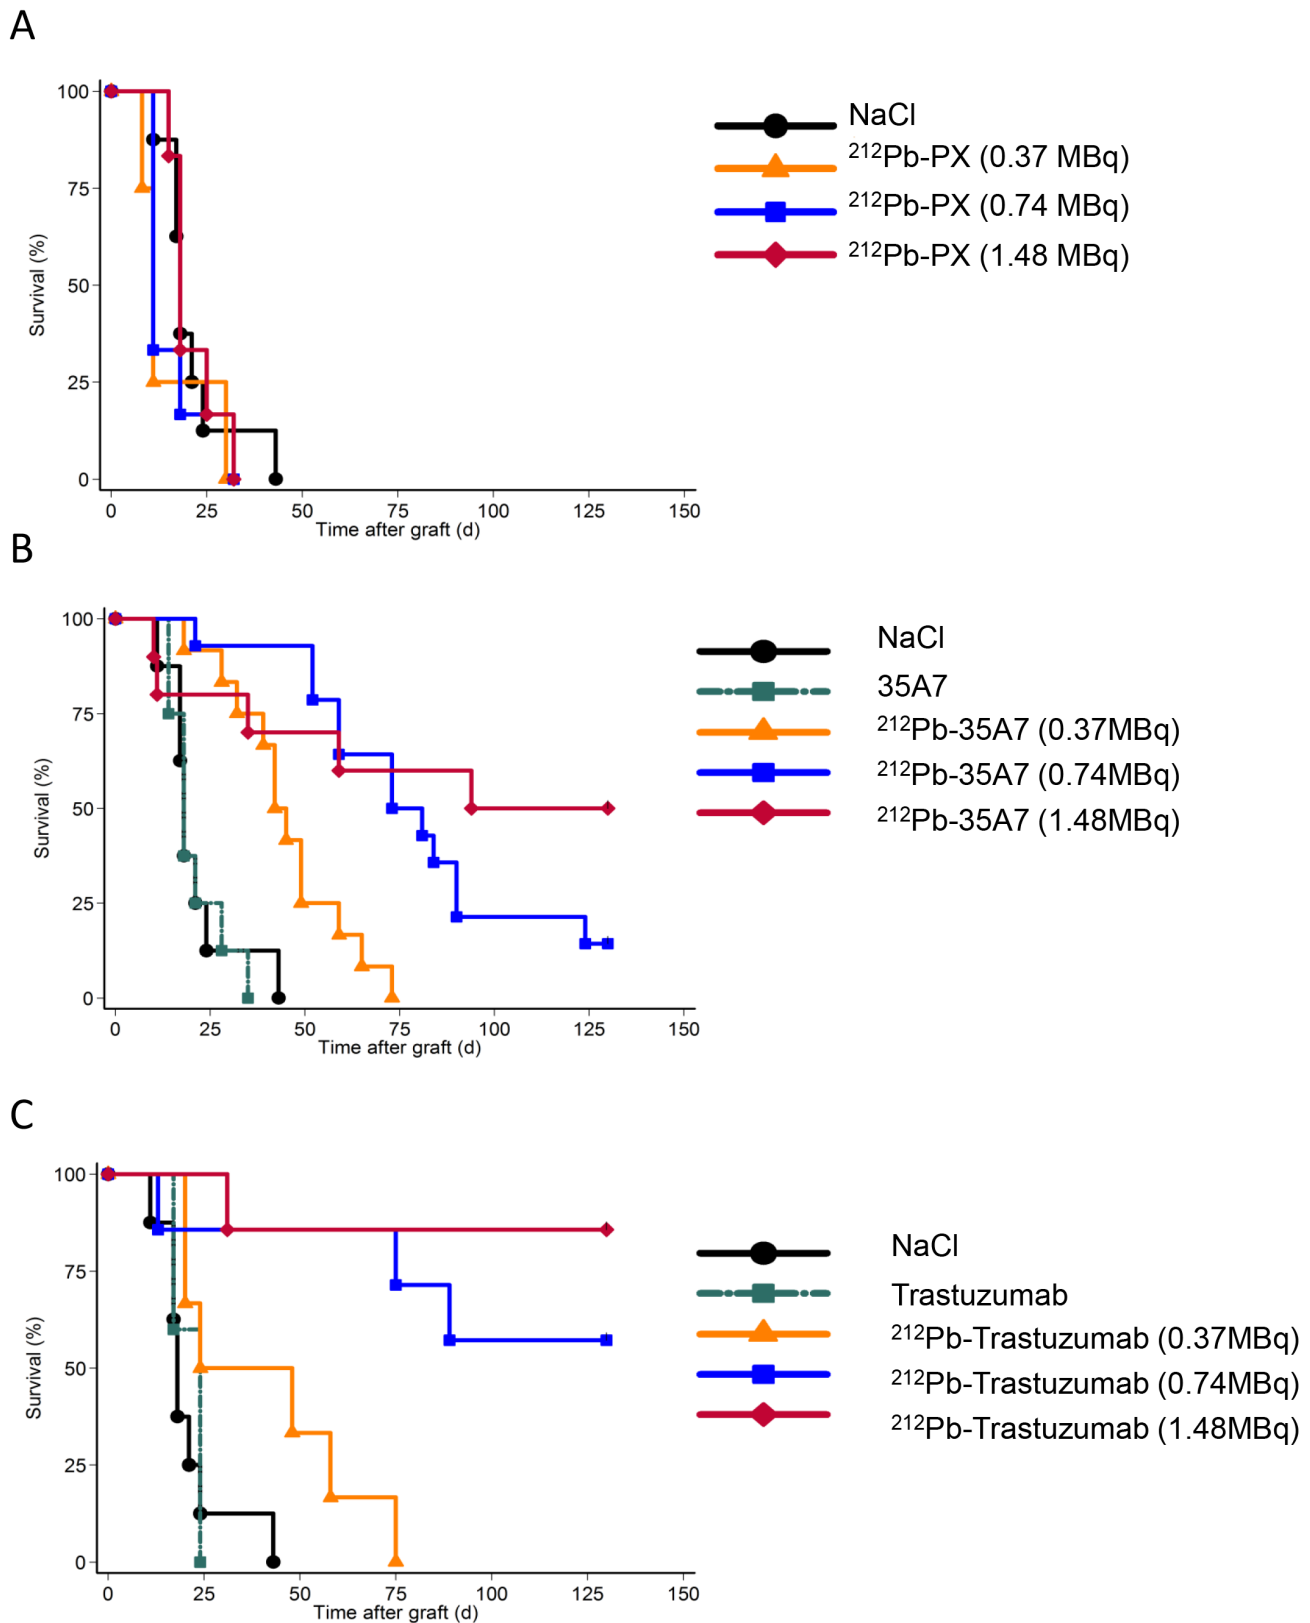 A
100
75
50
25
0
Survival (%)
0 25 50 75 100 125 150
Time after graft (d)
NaCl
²¹²Pb-PX (0.37 MBq)
²¹²Pb-PX (0.74 MBq)
²¹²Pb-PX (1.48 MBq)
B
100
75
50
25
0
Survival (%)
0 25 50 75 100 125 150
Time after graft (d)
NaCl
35A7
²¹²Pb-35A7 (0.37MBq)
²¹²Pb-35A7 (0.74MBq)
²¹²Pb-35A7 (1.48MBq)
C
100
75
50
25
0
Survival (%)
0 25 50 75 100 125 150
Time after graft (d)
NaCl
Trastuzumab
²¹²Pb-Trastuzumab (0.37MBq)
²¹²Pb-Trastuzumab (0.74MBq)
²¹²Pb-Trastuzumab (1.48MBq)